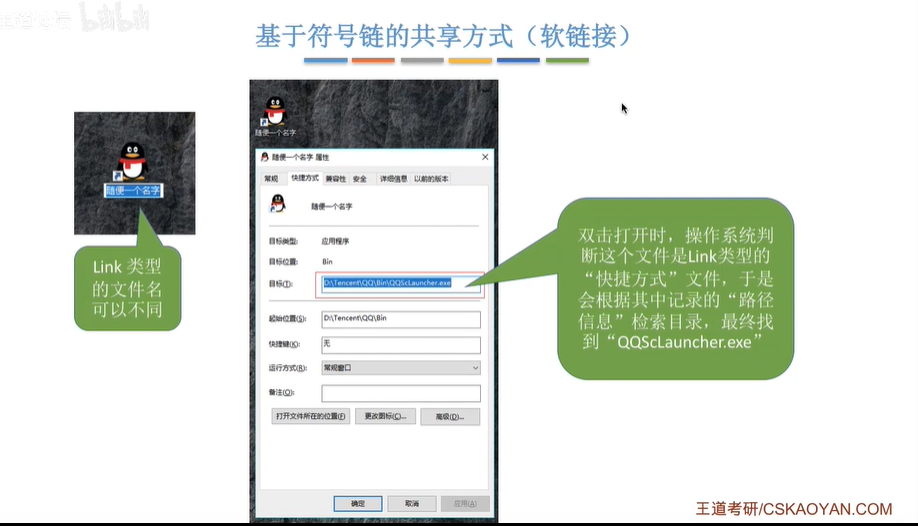 基于符号链的共享方式（软链接）
随便一个名字
随便一个名字
Link 类型
的文件名
可以不同
随便一个名字 属性
常规 快捷方式 兼容性 安全 详细信息 以前的版本
随便一个名字
目标类型: 应用程序
目标位置: Bin
目标(T): D:\Tencent\QQ\Bin\QQScLauncher.exe
起始位置(S): D:\Tencent\QQ\Bin
快捷键(K): 无
运行方式(R): 常规窗口
备注(O):
打开文件所在的位置(F) 更改图标(C)... 高级(D)...
确定 取消 应用(A)
双击打开时，操作系统判
断这个文件是Link类型的
“快捷方式”文件，于是
会根据其中记录的“路径
信息”检索目录，最终找
到“QQScLauncher.exe”
王道考研/CSKAOYAN.COM